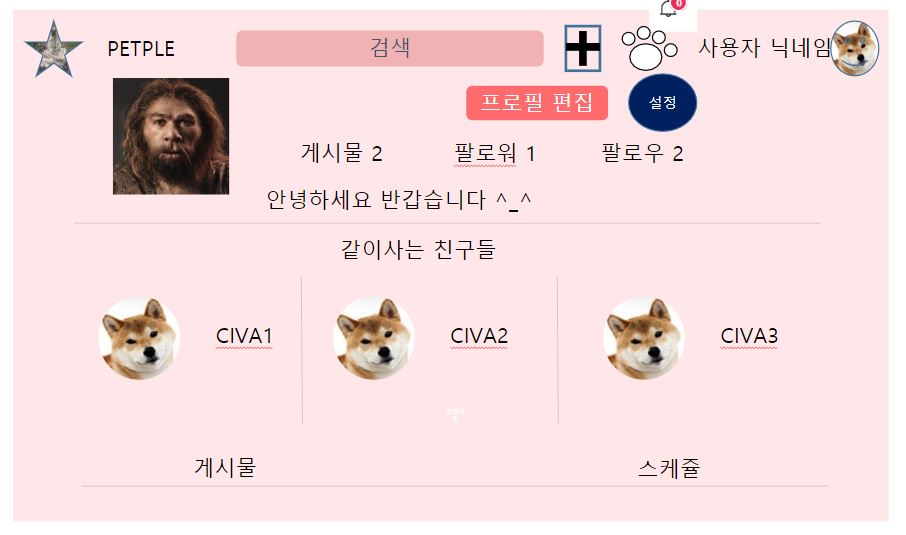 0
PETPLE
검색
사용자 닉네임
프로필 편집
설정
게시물 2
팔로워 1
팔로우 2
안녕하세요 반갑습니다 ^_^
같이사는 친구들
CIVA1
CIVA2
CIVA3
게시물
스케쥴